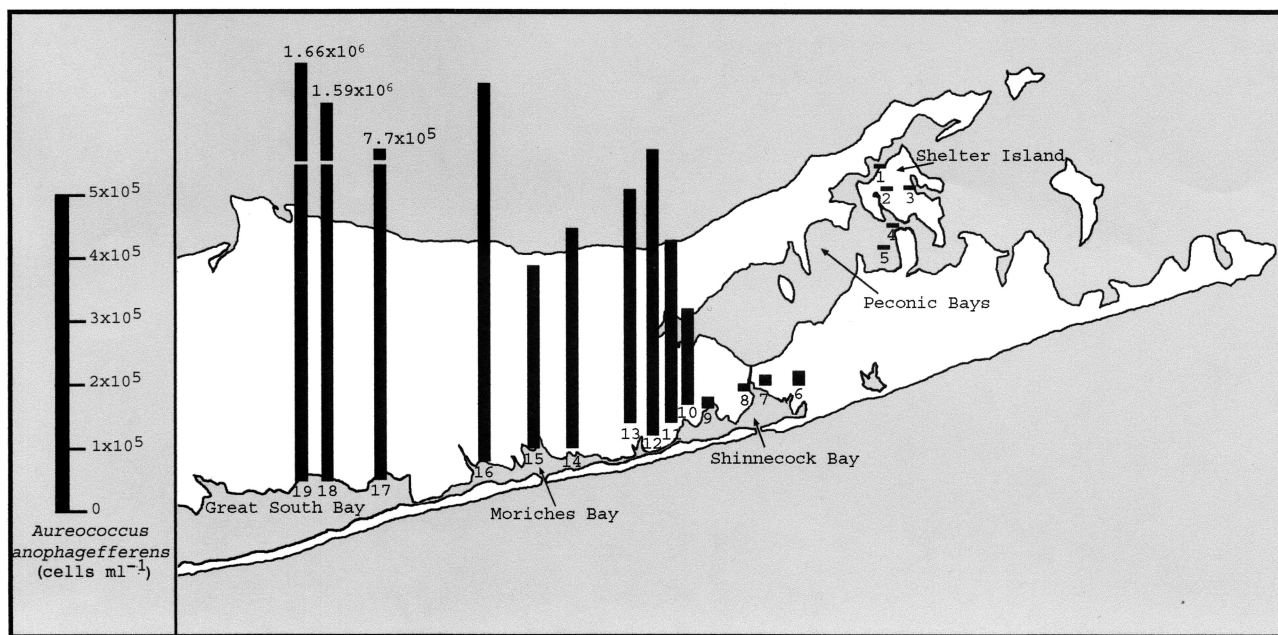 1.66x10⁶
1.59x10⁶
7.7x10⁵
Shelter Island
1
2
3
4
5
Peconic Bays
5x10⁵
4x10⁵
3x10⁵
2x10⁵
1x10⁵
0
Aureococcus
anophagefferens
(cells ml⁻¹)
19
18
17
16
15
14
13
12
11
10
9
8
7
6
Great South Bay
Moriches Bay
Shinnecock Bay